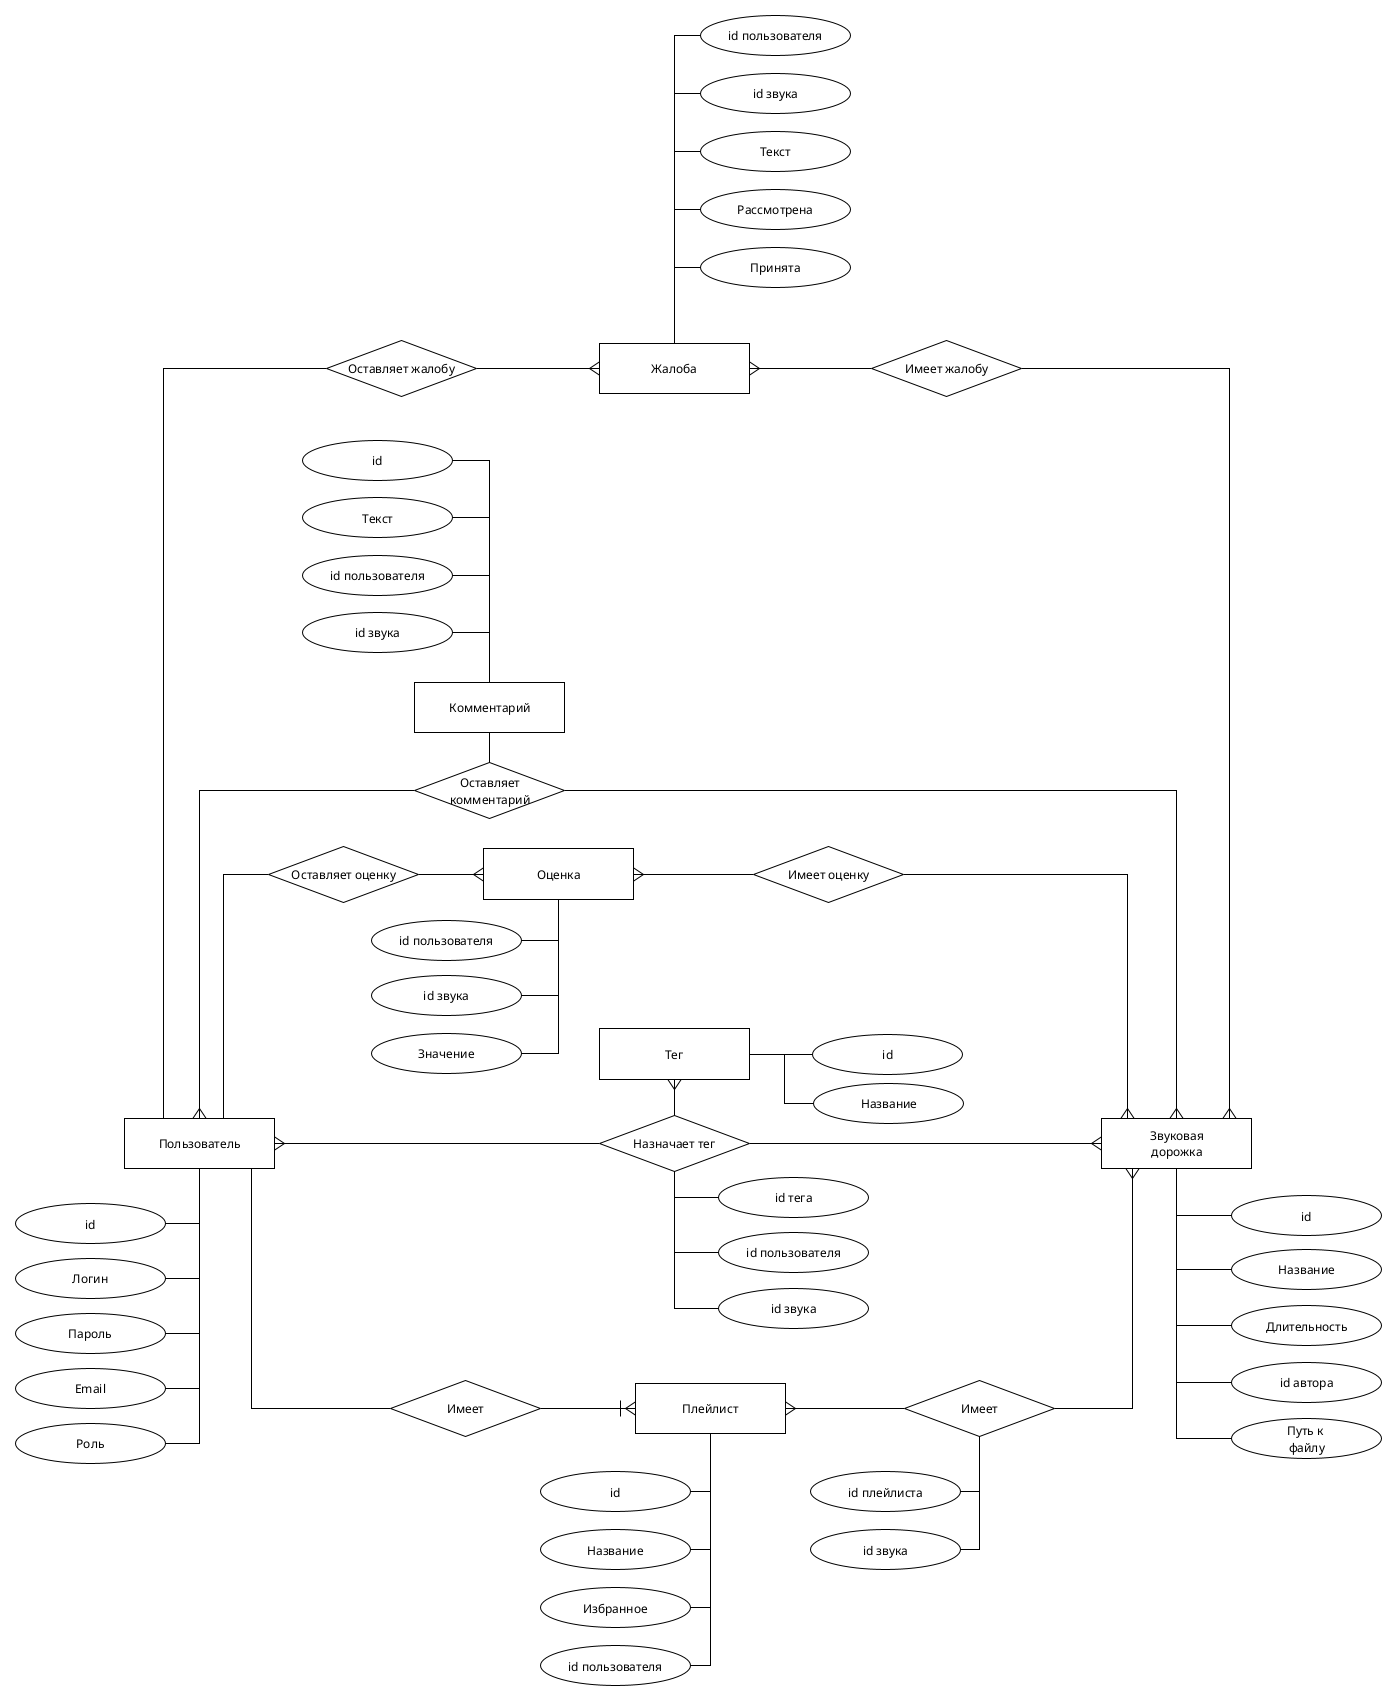 id пользователя
id звука
Текст
Рассмотрена
Принята
Оставляет жалобу
Жалоба
Имеет жалобу
id
Текст
id пользователя
id звука
Комментарий
Оставляет
комментарий
Оставляет оценку
Оценка
Имеет оценку
id пользователя
id звука
Значение
Тег
id
Название
Пользователь
Назначает тег
Звуковая
дорожка
id тега
id пользователя
id звука
id
Логин
Пароль
Email
Роль
id
Название
Длительность
id автора
Путь к
файлу
Имеет
Плейлист
Имеет
id
Название
Избранное
id пользователя
id плейлиста
id звука